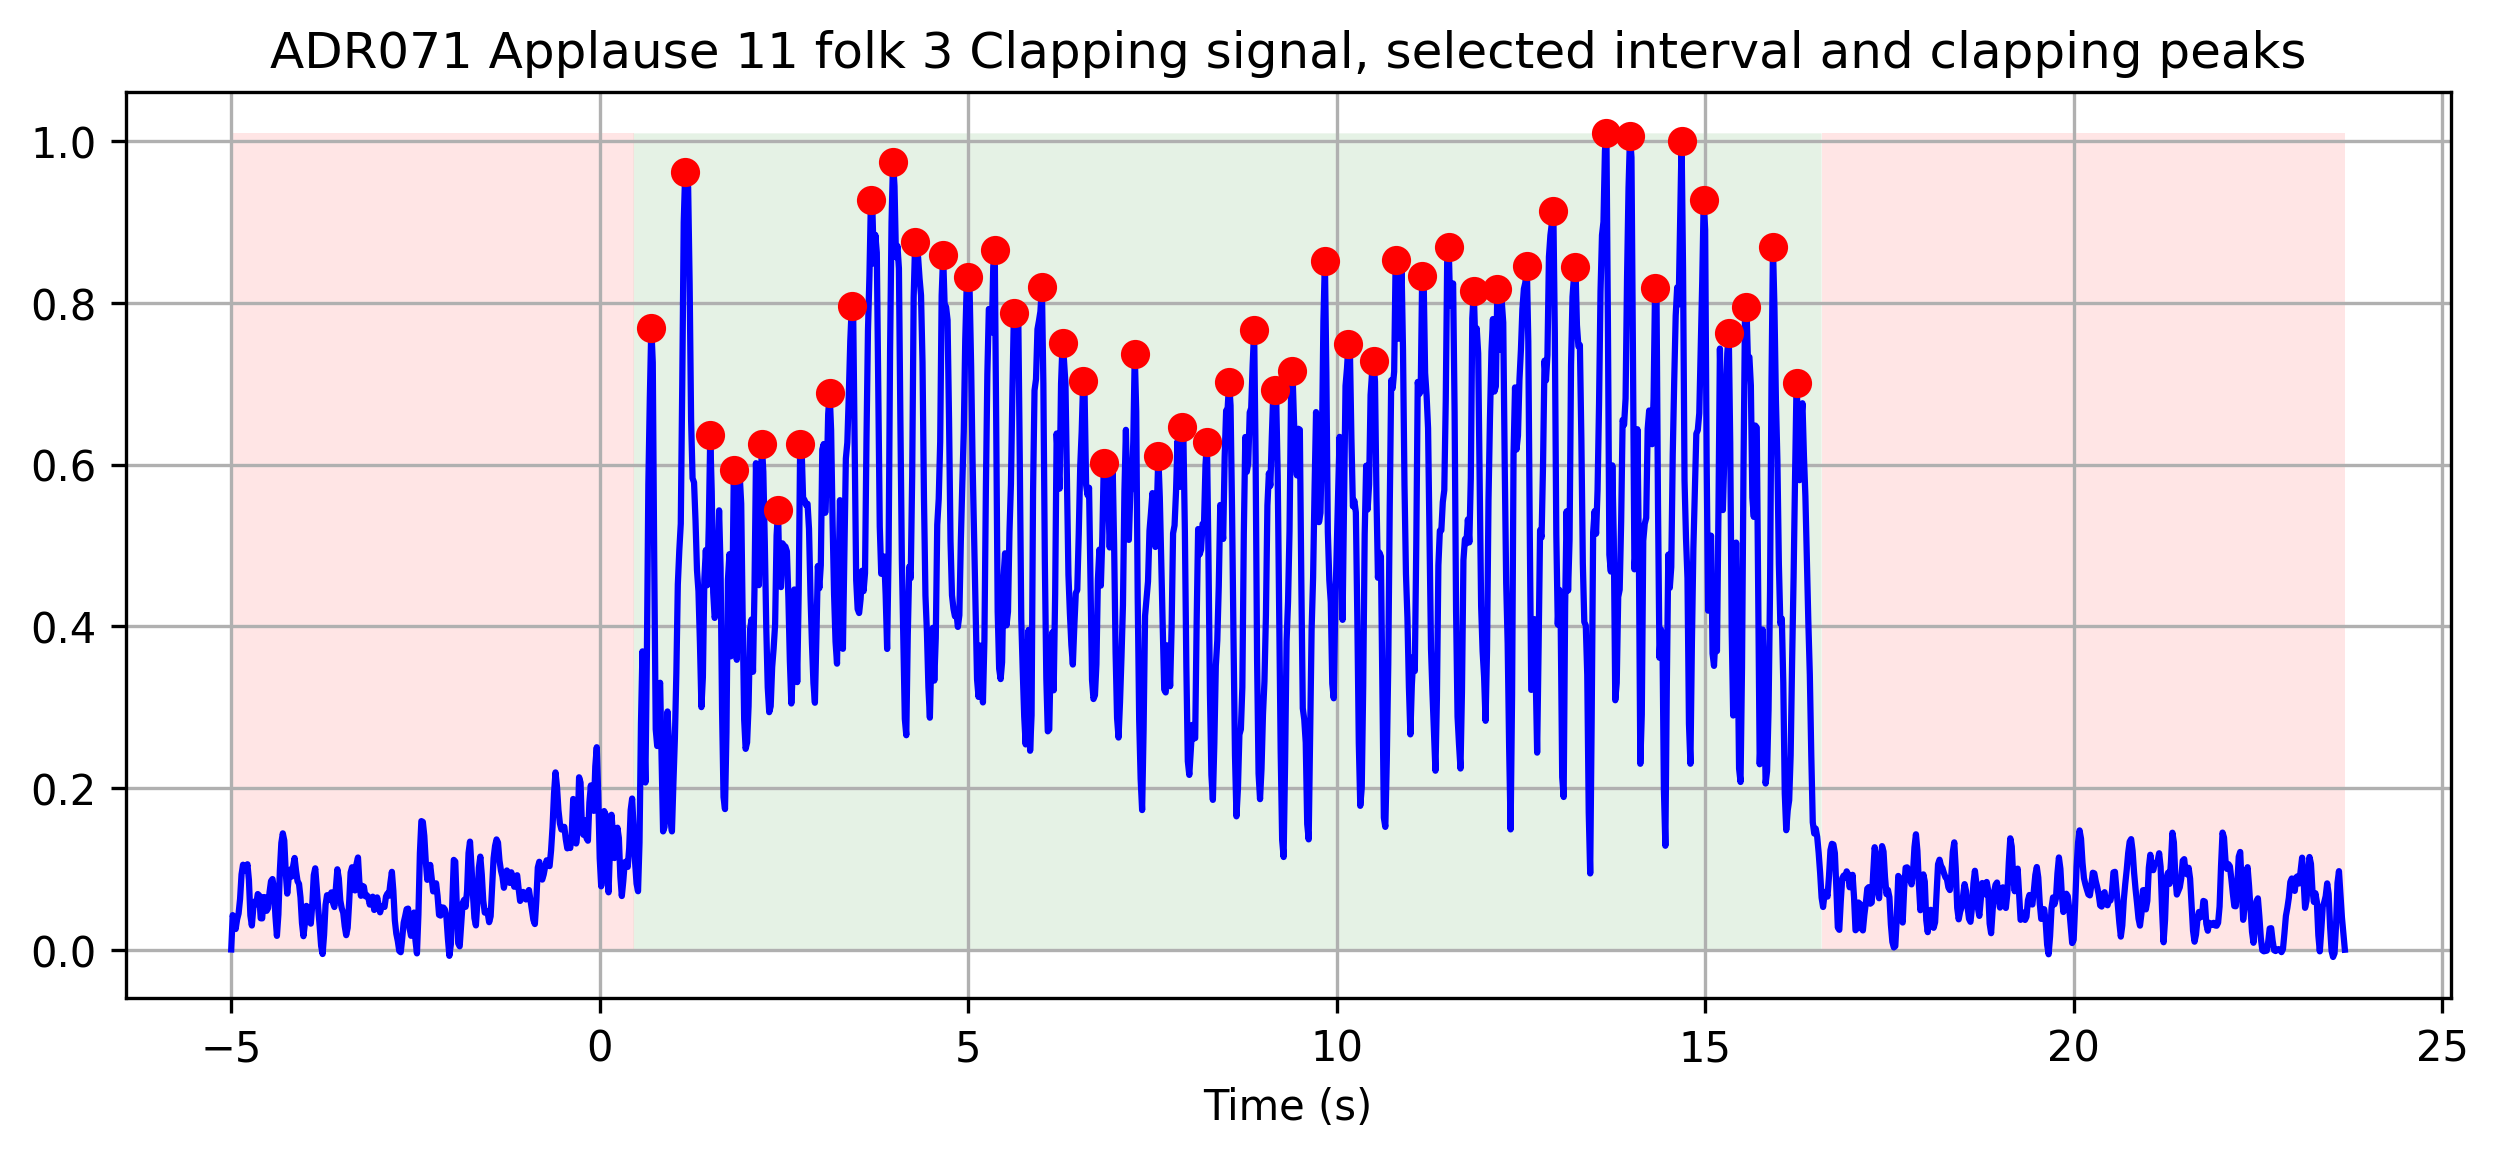 ADR071 Applause 11 folk 3 Clapping signal, selected interval and clapping peaks
1.0
0.8
0.6
0.4
0.2
0.0
−5 0 5 10 15 20 25
Time (s)